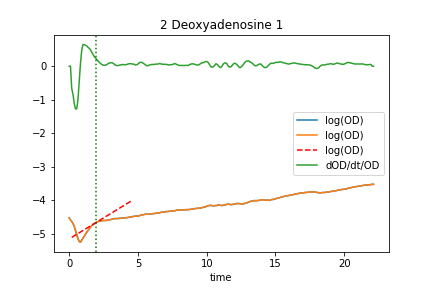 2 Deoxyadenosine 1
0
−1
−2
−3
−4
−5
log(OD)
log(OD)
log(OD)
dOD/dt/OD
0 5 10 15 20
time